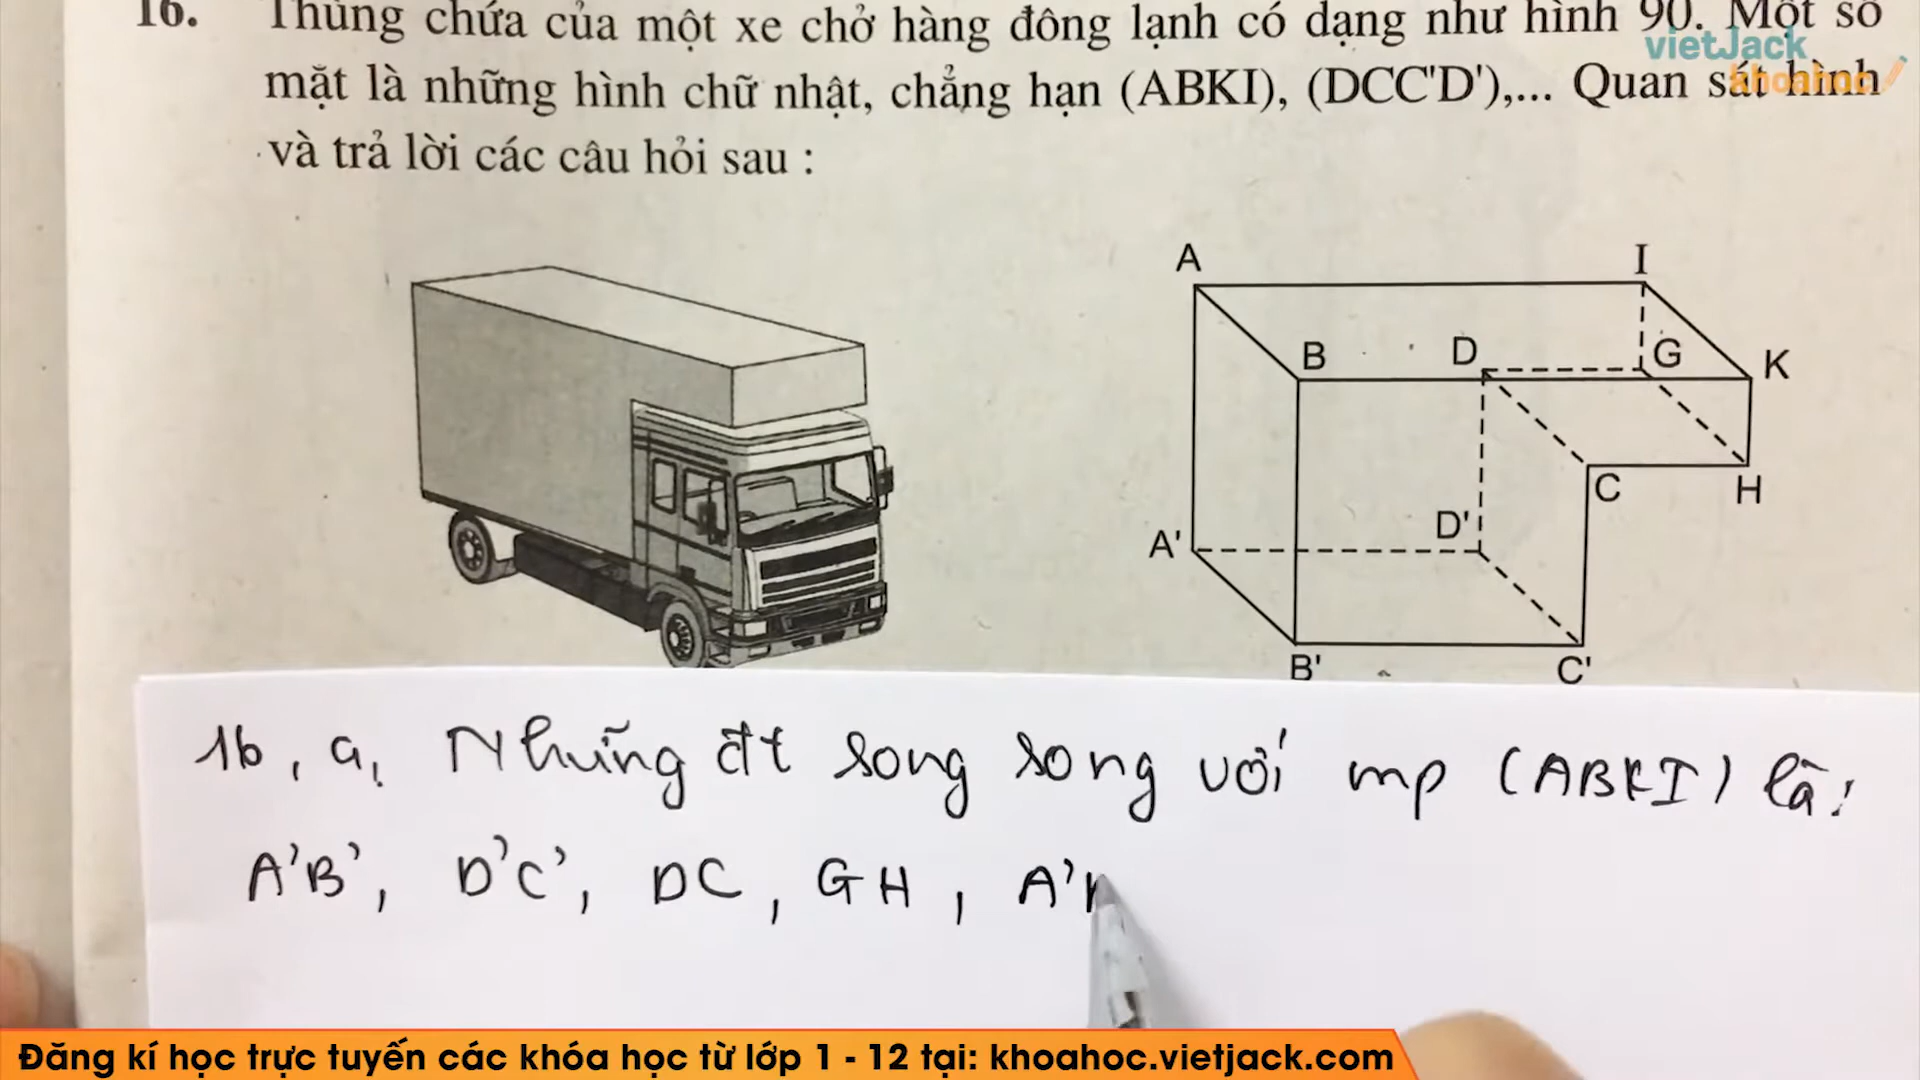 16. Thùng chứa của một xe chở hàng đông lạnh có dạng như hình 90. Một số
mặt là những hình chữ nhật, chẳng hạn (ABKI), (DCC'D'),... Quan sát hình
và trả lời các câu hỏi sau :
vietJack
khoahoc
A
I
B
D
G
K
C
H
D'
A'
B'
C'
16, a, Những đt song song với mp (ABKI) là:
A'B', D'C', DC, GH, A'
Đăng kí học trực tuyến các khóa học từ lớp 1 - 12 tại: khoahoc.vietjack.com